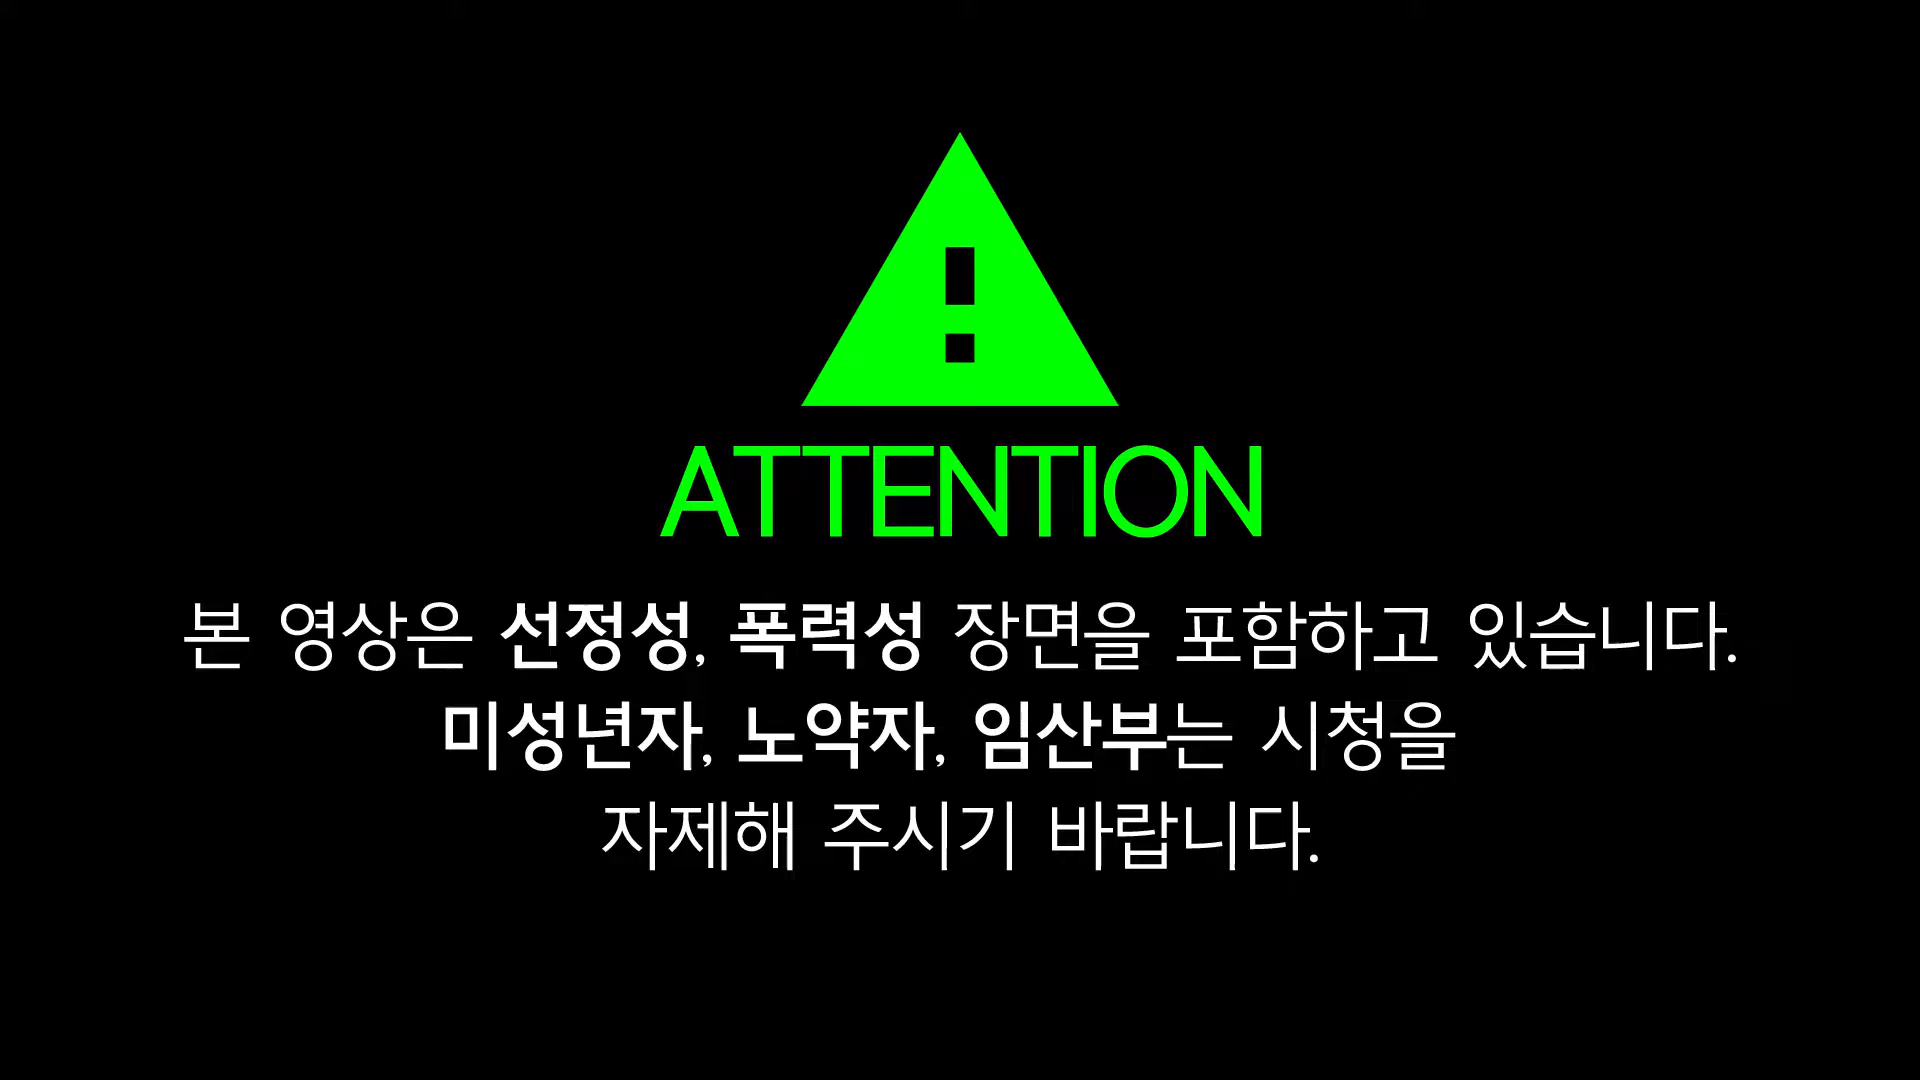 ATTENTION
본 영상은 선정성, 폭력성 장면을 포함하고 있습니다.
미성년자, 노약자, 임산부는 시청을
자제해 주시기 바랍니다.